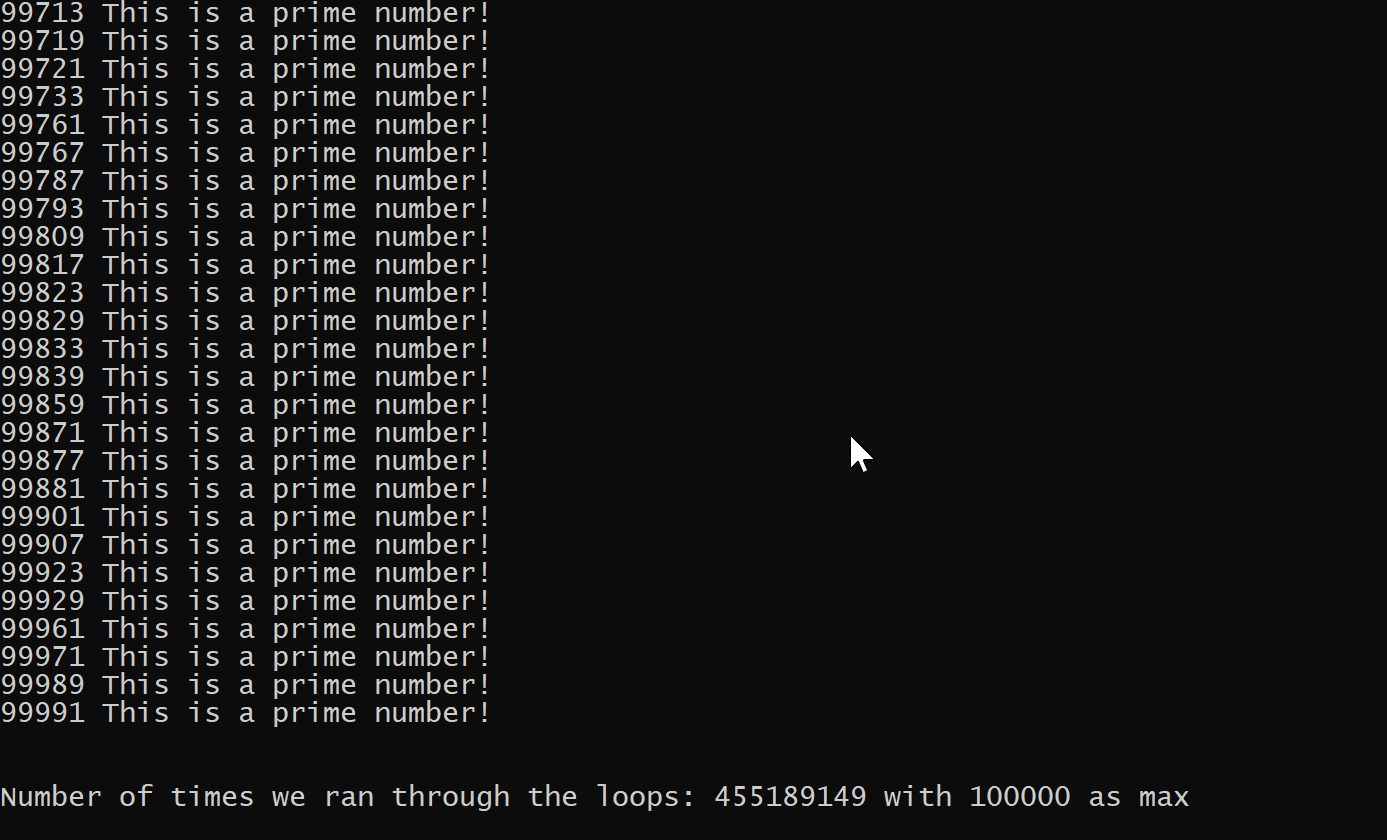 99713 This is a prime number!
99719 This is a prime number!
99721 This is a prime number!
99733 This is a prime number!
99761 This is a prime number!
99767 This is a prime number!
99787 This is a prime number!
99793 This is a prime number!
99809 This is a prime number!
99817 This is a prime number!
99823 This is a prime number!
99829 This is a prime number!
99833 This is a prime number!
99839 This is a prime number!
99859 This is a prime number!
99871 This is a prime number!
99877 This is a prime number!
99881 This is a prime number!
99901 This is a prime number!
99907 This is a prime number!
99923 This is a prime number!
99929 This is a prime number!
99961 This is a prime number!
99971 This is a prime number!
99989 This is a prime number!
99991 This is a prime number!
Number of times we ran through the loops: 455189149 with 100000 as max